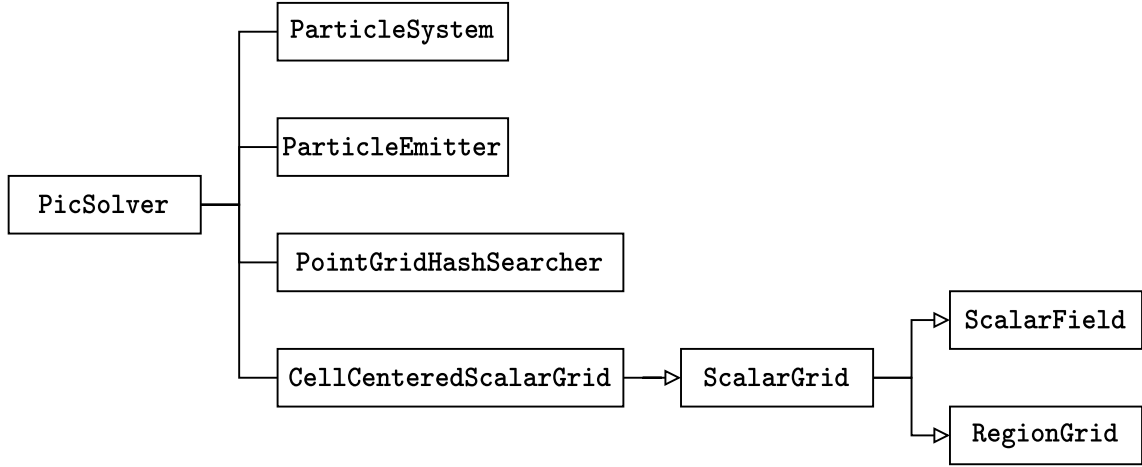 ParticleSystem
ParticleEmitter
PicSolver
PointGridHashSearcher
CellCenteredScalarGrid
ScalarGrid
ScalarField
RegionGrid